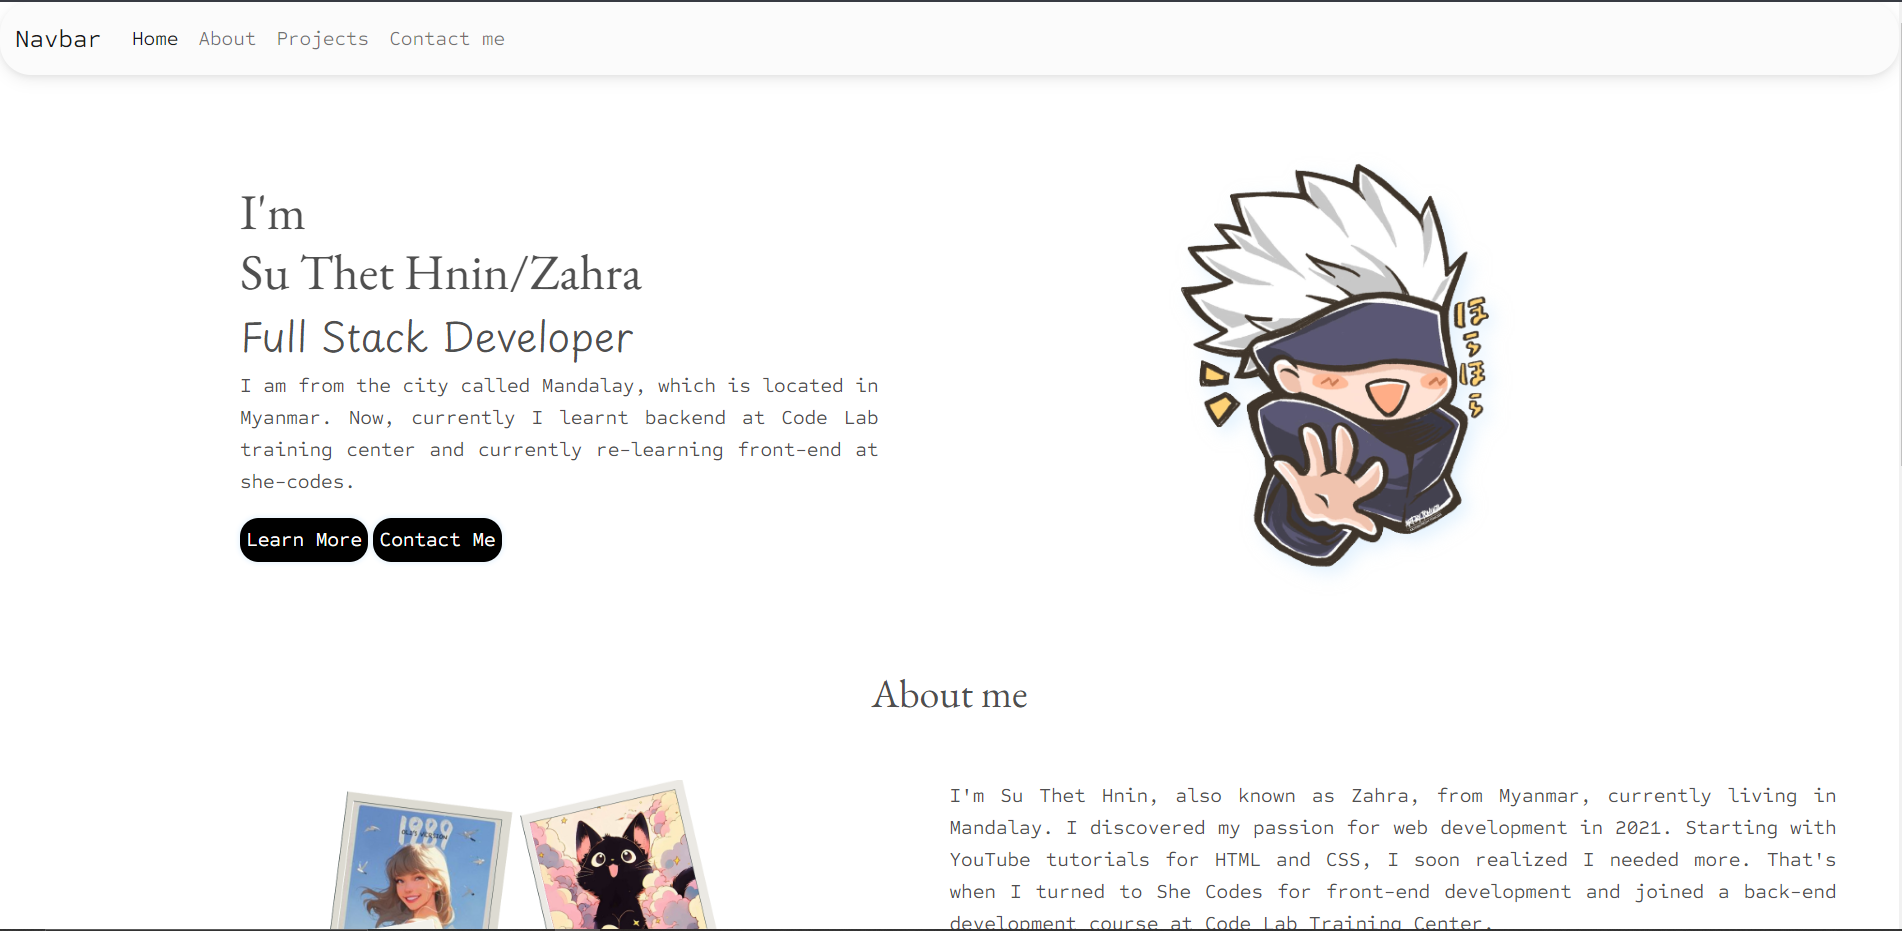 Navbar Home About Projects Contact me
I'm
Su Thet Hnin/Zahra
Full Stack Developer
I am from the city called Mandalay, which is located in
Myanmar. Now, currently I learnt backend at Code Lab
training center and currently re-learning front-end at
she-codes.
Learn More Contact Me
ほらほら
About me
1989
I'm Su Thet Hnin, also known as Zahra, from Myanmar, currently living in
Mandalay. I discovered my passion for web development in 2021. Starting with
YouTube tutorials for HTML and CSS, I soon realized I needed more. That's
when I turned to She Codes for front-end development and joined a back-end
development course at Code Lab Training Center.